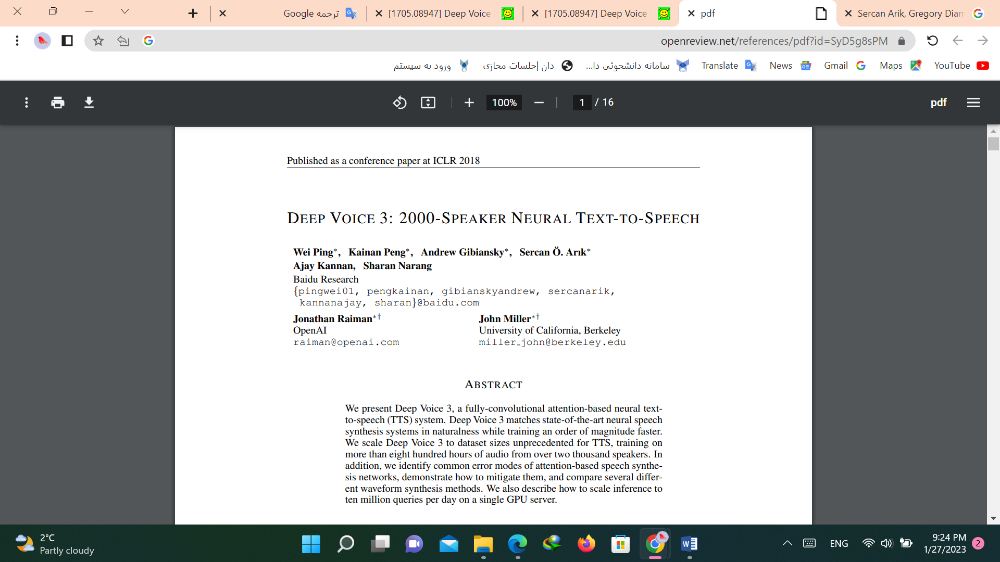 ترجمه Google
[1705.08947] Deep Voice
[1705.08947] Deep Voice
pdf
Sercan Arik, Gregory Diam
openreview.net/references/pdf?id=SyD5g8sPM
ورود به سیستم
دان |جلسات مجازی
سامانه دانشجوئی دا...
Translate
News
Gmail
Maps
YouTube
100%
1 / 16
pdf
Published as a conference paper at ICLR 2018
DEEP VOICE 3: 2000-SPEAKER NEURAL TEXT-TO-SPEECH
Wei Ping*, Kainan Peng*, Andrew Gibiansky*, Sercan Ö. Arık*
Ajay Kannan, Sharan Narang
Baidu Research
{pingwei01, pengkainan, gibianskyandrew, sercanarik,
kannanajay, sharan}@baidu.com
Jonathan Raiman*† John Miller*†
OpenAI University of California, Berkeley
raiman@openai.com miller_john@berkeley.edu
ABSTRACT
We present Deep Voice 3, a fully-convolutional attention-based neural text-
to-speech (TTS) system. Deep Voice 3 matches state-of-the-art neural speech
synthesis systems in naturalness while training an order of magnitude faster.
We scale Deep Voice 3 to dataset sizes unprecedented for TTS, training on
more than eight hundred hours of audio from over two thousand speakers. In
addition, we identify common error modes of attention-based speech synthe-
sis networks, demonstrate how to mitigate them, and compare several differ-
ent waveform synthesis methods. We also describe how to scale inference to
ten million queries per day on a single GPU server.
2°C
Partly cloudy
ENG
9:24 PM
1/27/2023
2